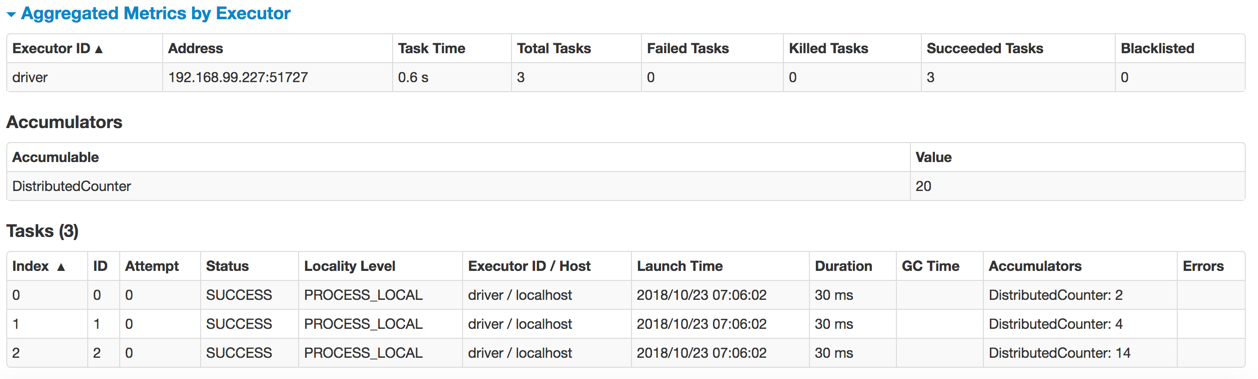 Aggregated Metrics by Executor
Executor ID ▲ Address Task Time Total Tasks Failed Tasks Killed Tasks Succeeded Tasks Blacklisted
driver 192.168.99.227:51727 0.6 s 3 0 0 3 0
Accumulators
Accumulable Value
DistributedCounter 20
Tasks (3)
Index ▲ ID Attempt Status Locality Level Executor ID / Host Launch Time Duration GC Time Accumulators Errors
0 0 0 SUCCESS PROCESS_LOCAL driver / localhost 2018/10/23 07:06:02 30 ms DistributedCounter: 2
1 1 0 SUCCESS PROCESS_LOCAL driver / localhost 2018/10/23 07:06:02 30 ms DistributedCounter: 4
2 2 0 SUCCESS PROCESS_LOCAL driver / localhost 2018/10/23 07:06:02 30 ms DistributedCounter: 14